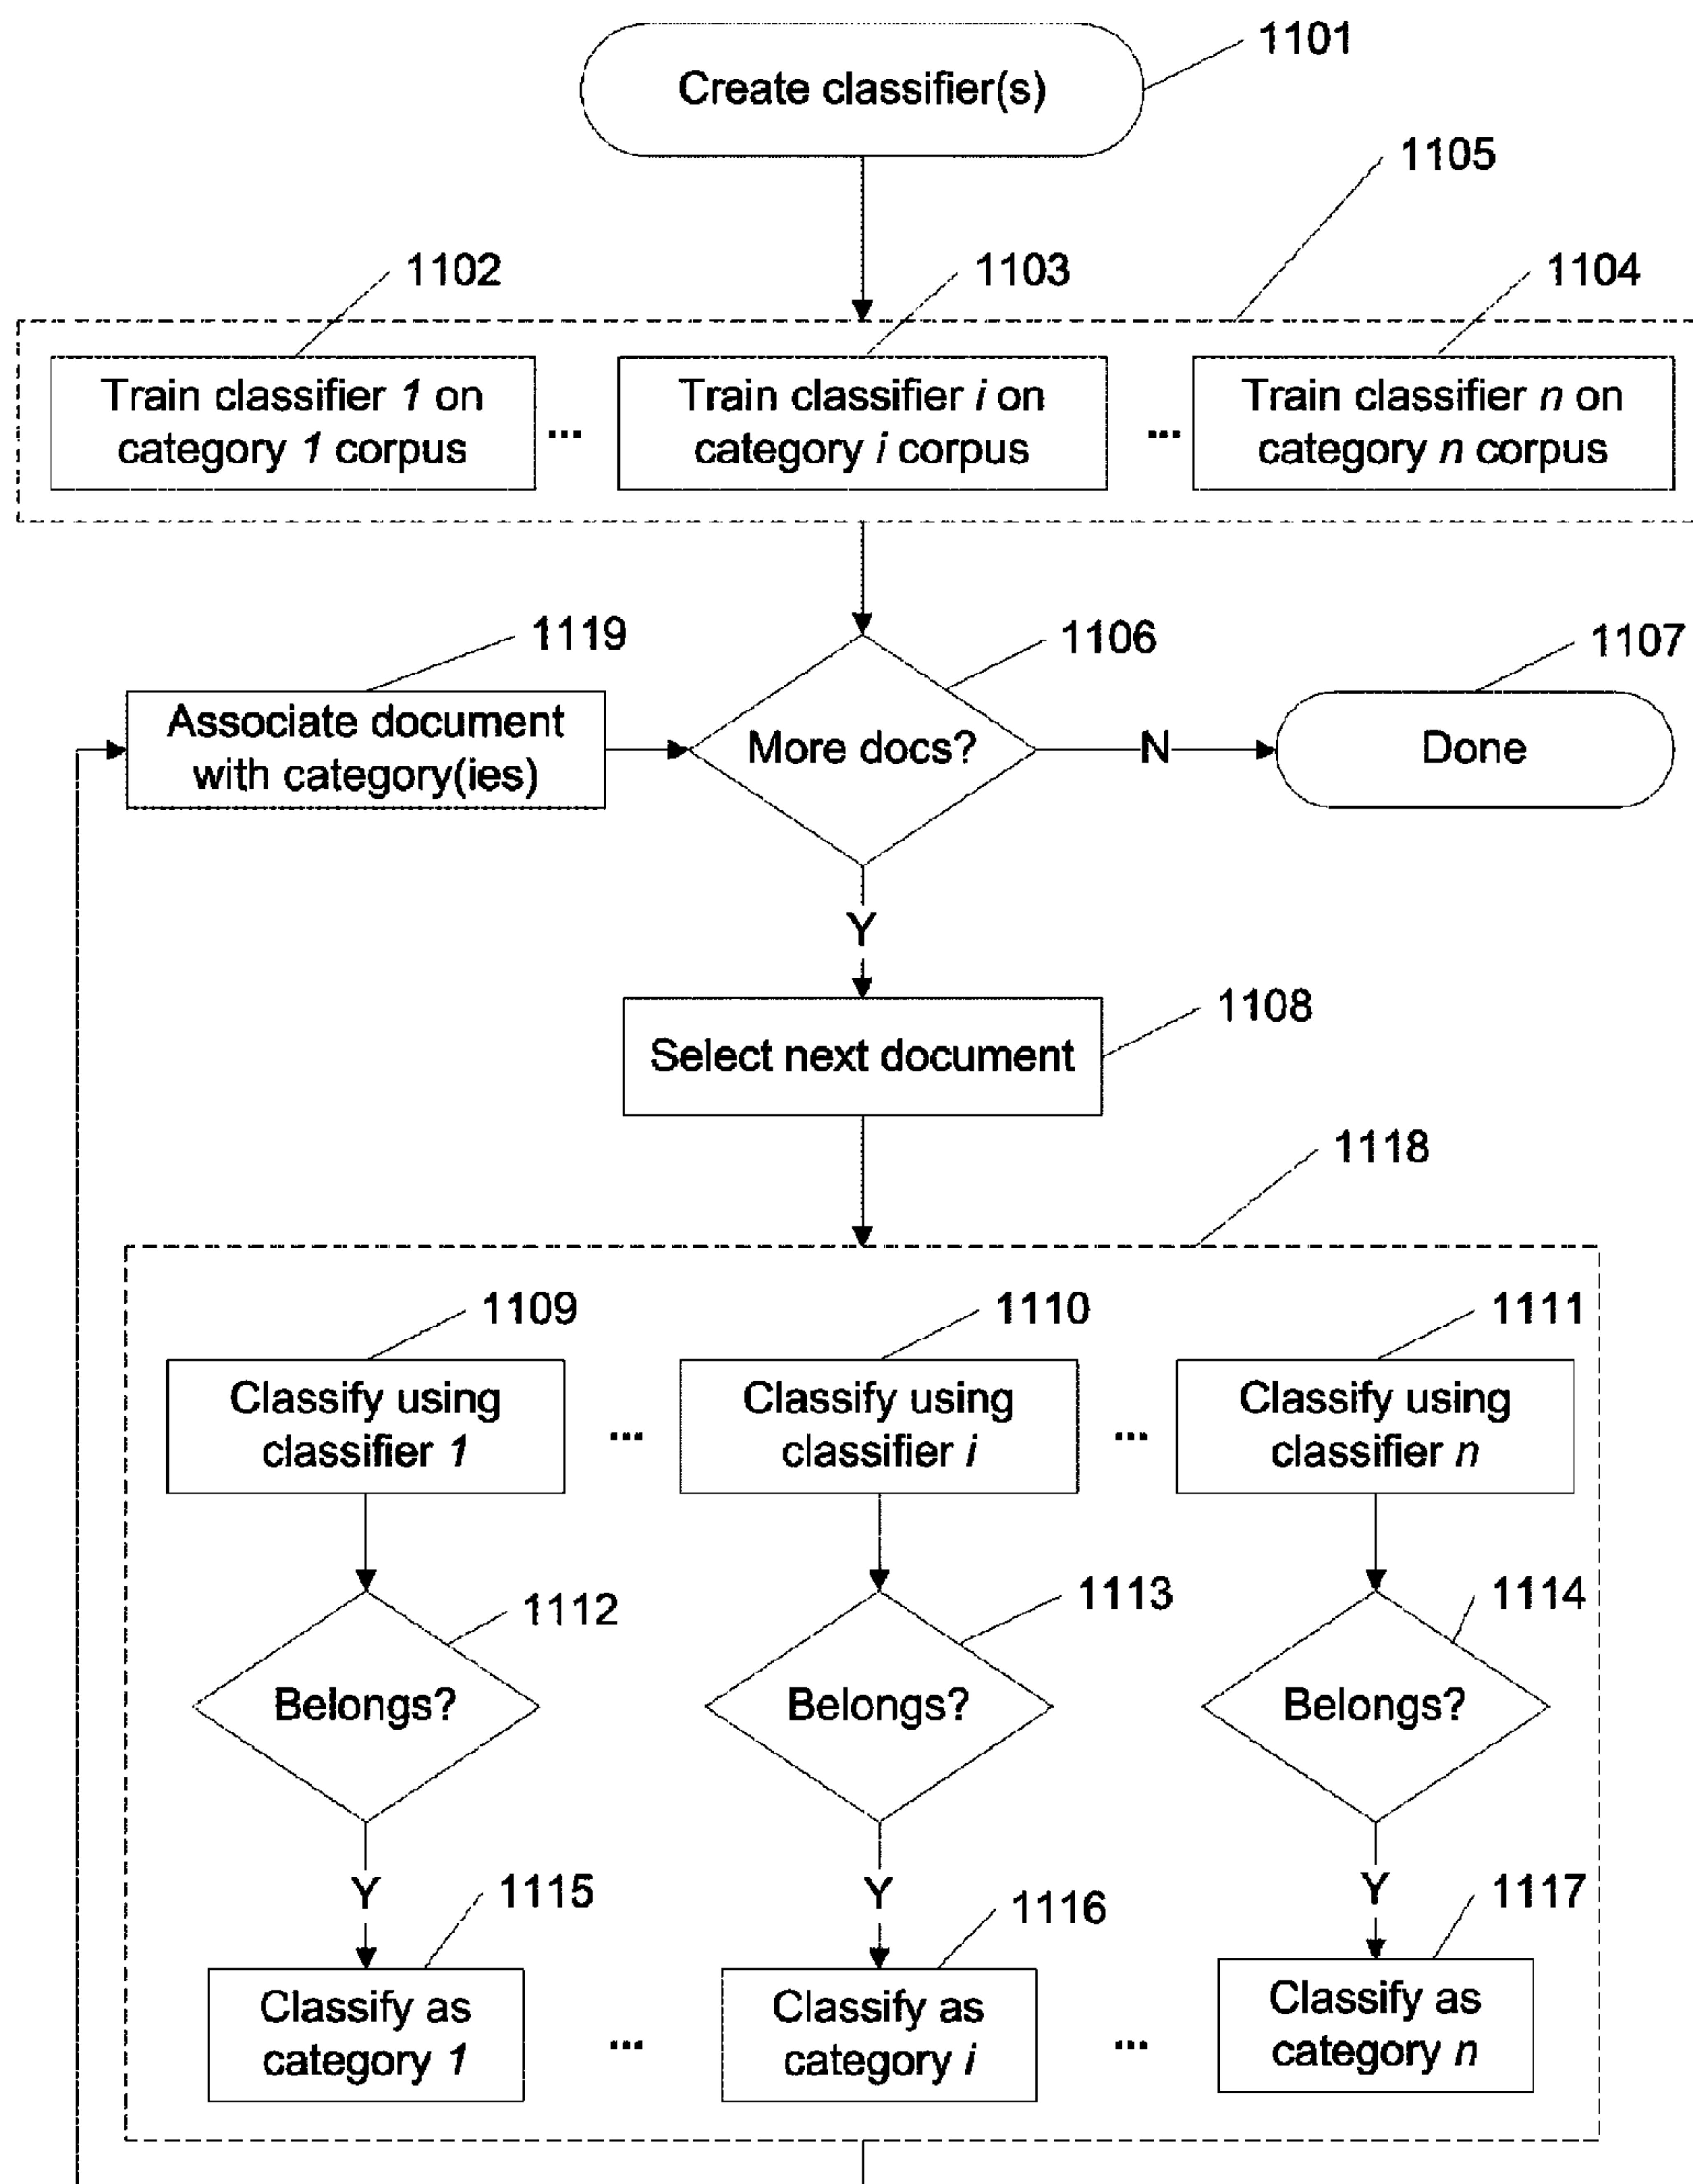 1101
Create classifier(s)
1105
1102
1103
1104
Train classifier 1 on
category 1 corpus
...
Train classifier i on
category i corpus
...
Train classifier n on
category n corpus
1119
1106
1107
Associate document
with category(ies)
More docs?
N
Done
Y
1108
Select next document
1118
1109
1110
1111
Classify using
classifier 1
...
Classify using
classifier i
...
Classify using
classifier n
1112
1113
1114
Belongs?
Belongs?
Belongs?
Y
Y
Y
1115
1116
1117
Classify as
category 1
...
Classify as
category i
...
Classify as
category n